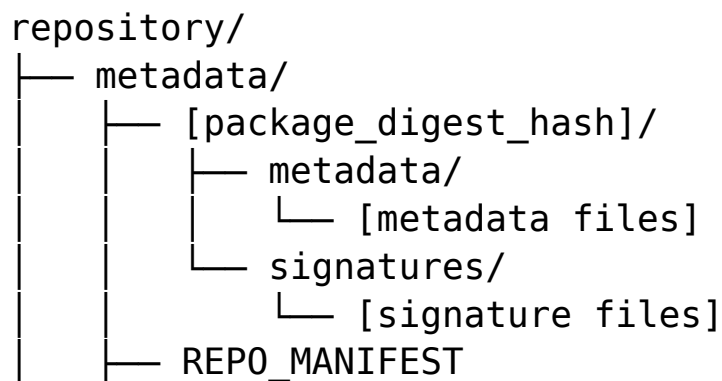 repository/
├── metadata/
│   ├── [package_digest_hash]/
│   │   ├── metadata/
│   │   │   └── [metadata files]
│   │   └── signatures/
│   │       └── [signature files]
│   ├── REPO_MANIFEST